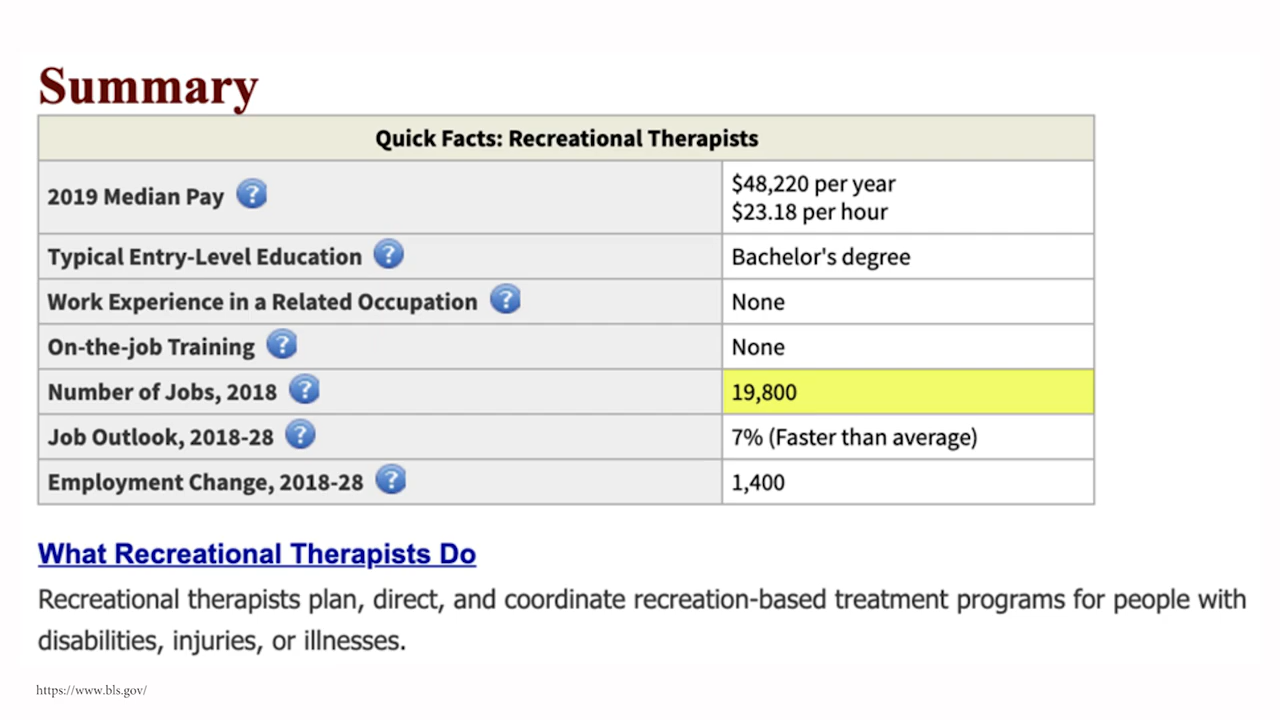 Summary
Quick Facts: Recreational Therapists
2019 Median Pay ?
$48,220 per year
$23.18 per hour
Typical Entry-Level Education ?
Bachelor's degree
Work Experience in a Related Occupation ?
None
On-the-job Training ?
None
Number of Jobs, 2018 ?
19,800
Job Outlook, 2018-28 ?
7% (Faster than average)
Employment Change, 2018-28 ?
1,400
What Recreational Therapists Do
Recreational therapists plan, direct, and coordinate recreation-based treatment programs for people with
disabilities, injuries, or illnesses.
https://www.bls.gov/